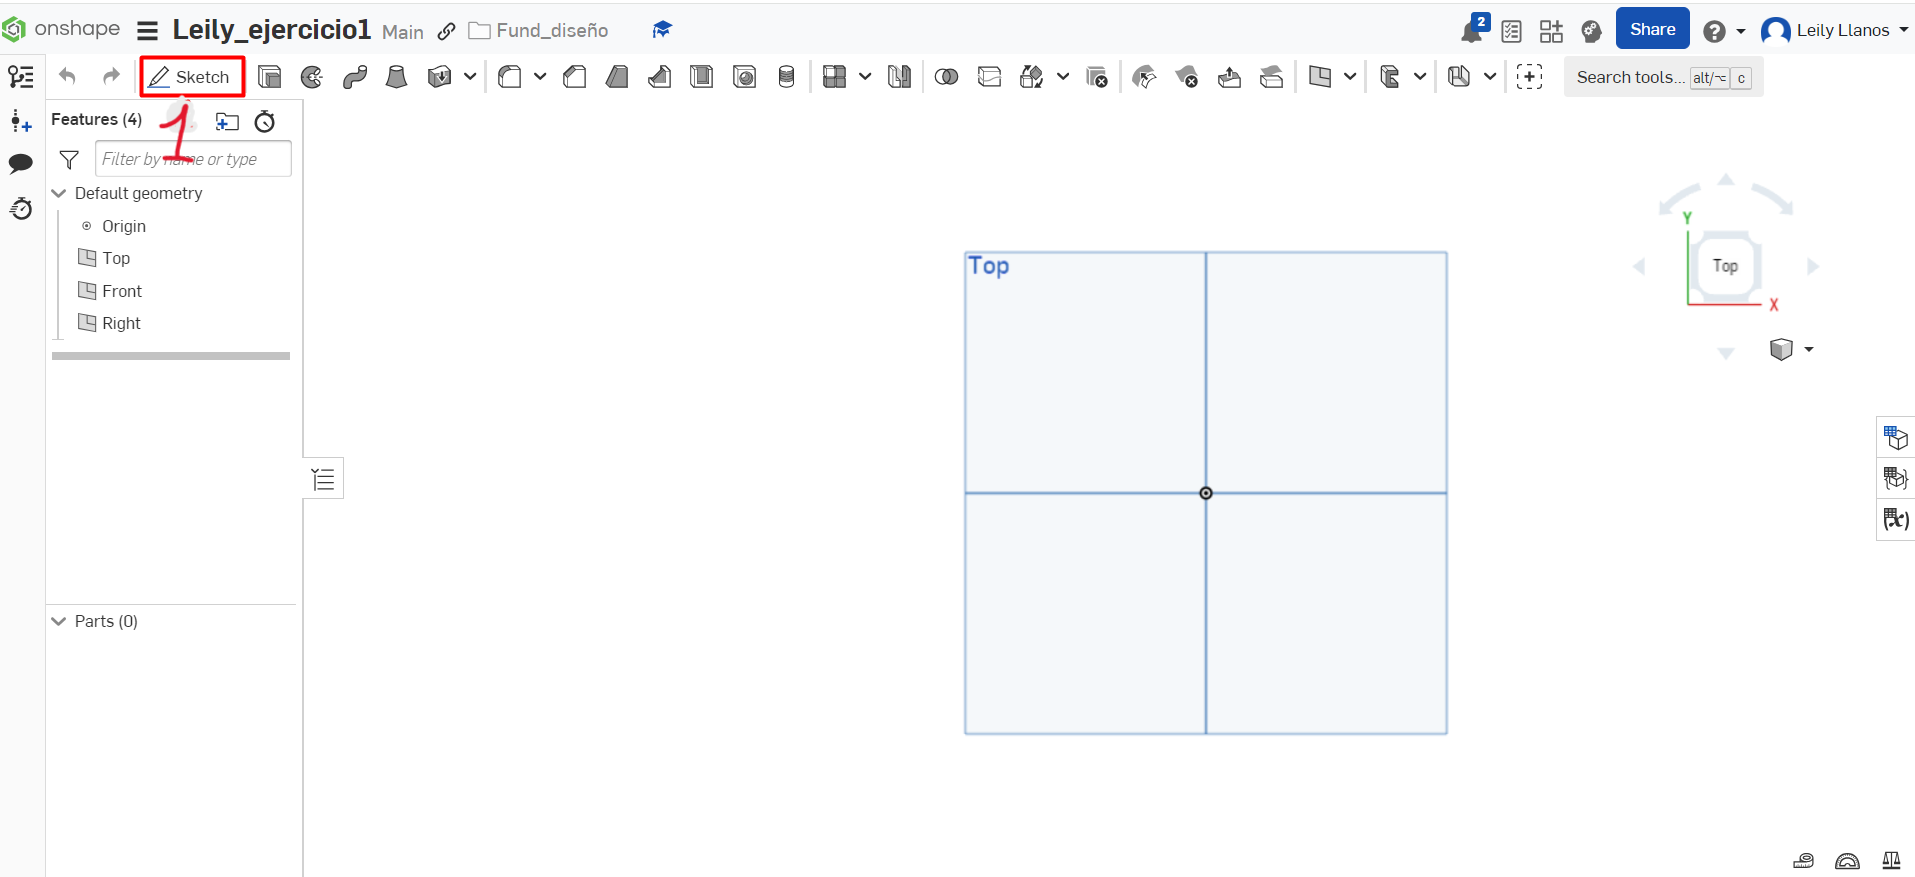 onshape Leily_ejercicio1 Main Fund_diseño 2 Share Leily Llanos
Sketch Search tools... alt/⌥ c
1
Features (4)
Filter by name or type
Default geometry
Origin
Top
Front
Right
Parts (0)
Top
Y
Top
X
(x)